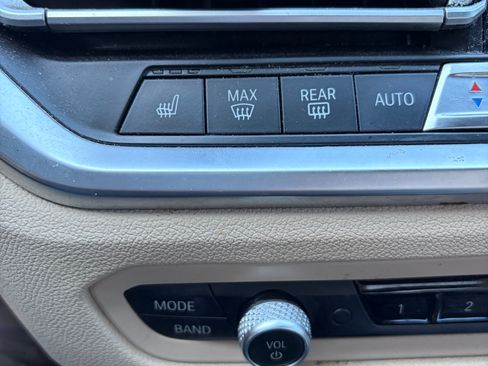 MAX REAR AUTO
MODE 1 2
BAND
VOL